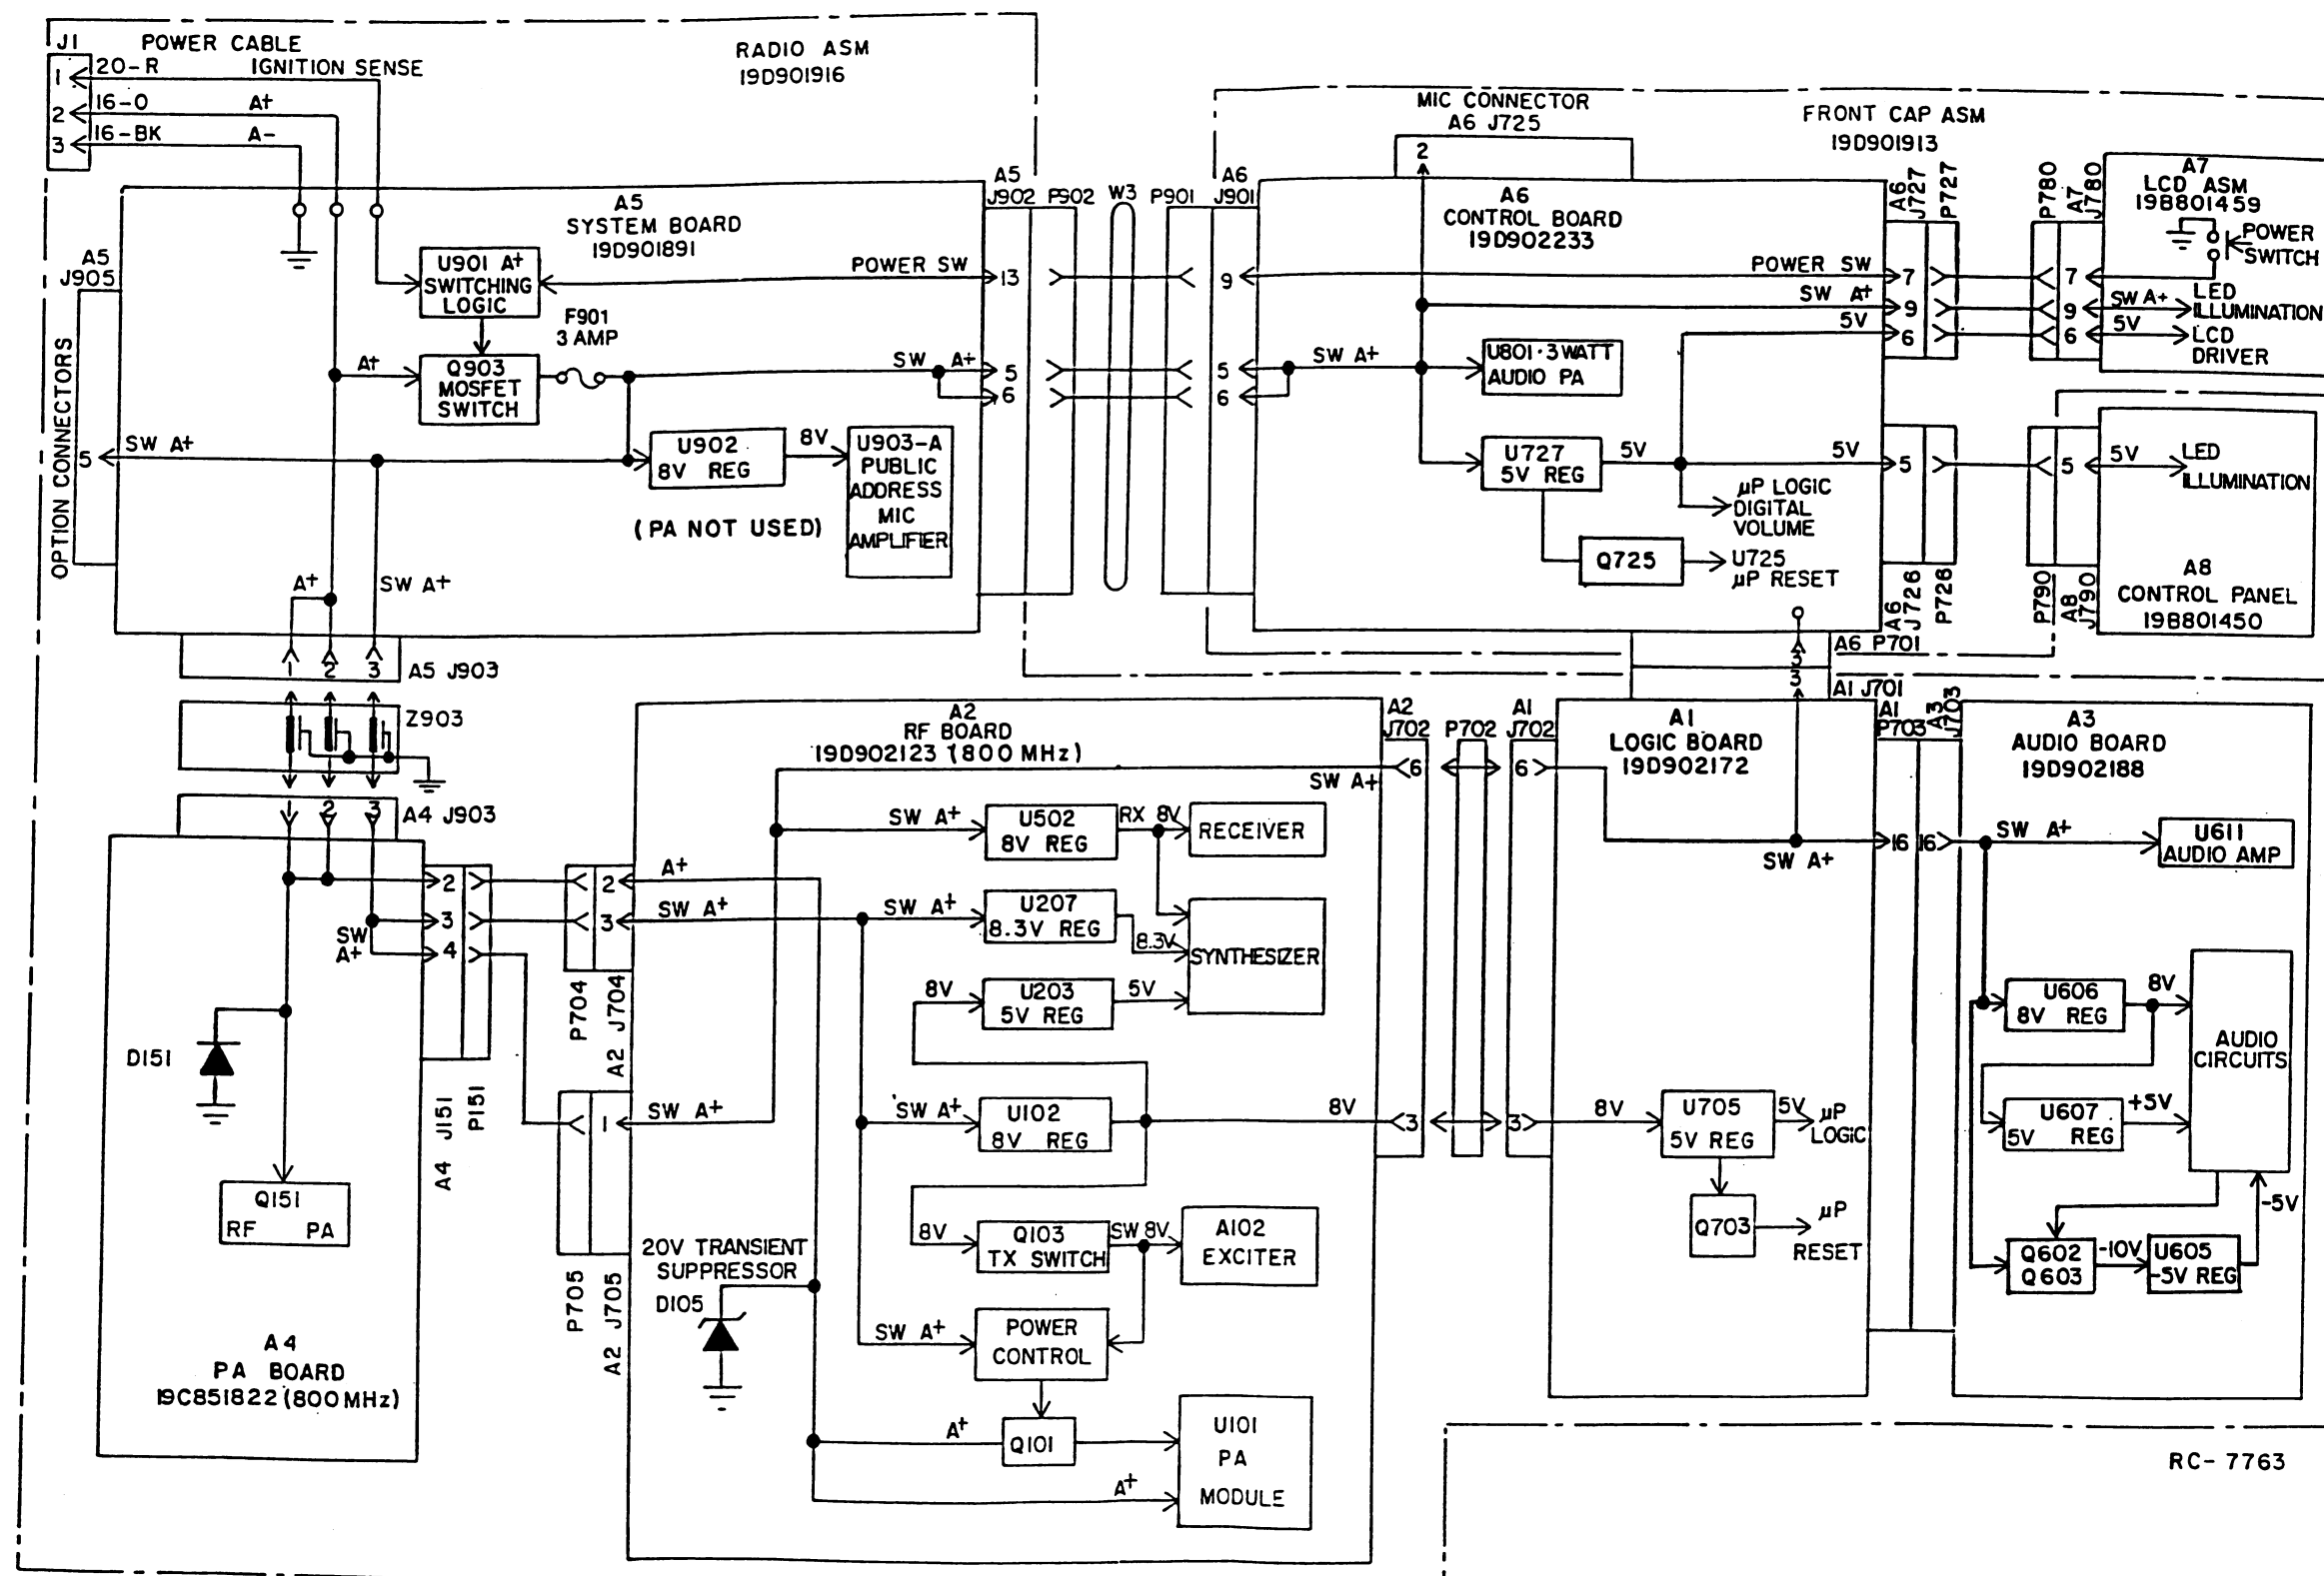 J1
POWER CABLE
1
20-R
IGNITION SENSE
2
16-O
A+
3
16-BK
A-
RADIO ASM
19D901916
MIC CONNECTOR
A6 J725
2
FRONT CAP ASM
19D901913
A5
SYSTEM BOARD
19D901891
A5
J905
OPTION CONNECTORS
5
SW A+
U901 A+
SWITCHING
LOGIC
POWER SW
F901
3 AMP
A+
Q903
MOSFET
SWITCH
SW A+
U902
8V REG
8V
U903-A
PUBLIC
ADDRESS
MIC
AMPLIFIER
(PA NOT USED)
A+
SW A+
A5
J902
P902
W3
P901
A6
J901
13
5
6
9
5
6
A6
CONTROL BOARD
19D902233
POWER SW
SW A+
5V
SW A+
U801·3WATT
AUDIO PA
U727
5V REG
5V
5V
µP LOGIC
DIGITAL
VOLUME
Q725
U725
µP RESET
A6
J727
P727
7
9
6
P780
A7
J780
7
9
6
A7
LCD ASM
19B801459
POWER
SWITCH
SW A+
LED
ILLUMINATION
5V
LCD
DRIVER
5
A6
J726
P726
P790
A8
J790
5
5V
LED
ILLUMINATION
A8
CONTROL PANEL
19B801450
1
2
3
A5 J903
Z903
1
2
3
A4 J903
3
A6 P701
3
A1 J701
A2
RF BOARD
19D902123 (800 MHz)
SW A+
A2
J702
P702
A1
J702
6
6
A1
LOGIC BOARD
19D902172
SW A+
A1
P703
A3
J703
16
16
A3
AUDIO BOARD
19D902188
SW A+
U611
AUDIO AMP
SW A+
U502
8V REG
RX 8V
RECEIVER
2
3
4
SW
A+
2
3
A+
SW A+
SW A+
U207
8.3V REG
8.3V
SYNTHESIZER
8V
U203
5V REG
5V
P704
A2 J704
A4 J151
P151
D151
Q151
RF PA
A4
PA BOARD
19C851822 (800MHz)
1
SW A+
P705
A2 J705
SW A+
U102
8V REG
8V
3
3
8V
U705
5V REG
5V
µP
LOGIC
Q703
µP
RESET
8V
Q103
TX SWITCH
SW 8V
A102
EXCITER
20V TRANSIENT
SUPPRESSOR
D105
SW A+
POWER
CONTROL
A+
Q101
U101
PA
MODULE
A+
U606
8V REG
8V
AUDIO
CIRCUITS
U607
5V REG
+5V
Q602
Q603
-10V
U605
-5V REG
-5V
RC-7763